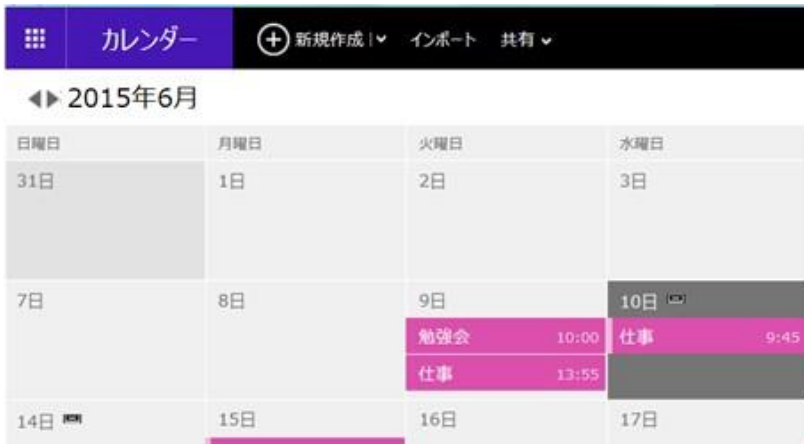 カレンダー 新規作成 インポート 共有
2015年6月
日曜日 月曜日 火曜日 水曜日
31日 1日 2日 3日
7日 8日 9日 10日
勉強会 10:00 仕事 9:45
仕事 13:55
14日 15日 16日 17日